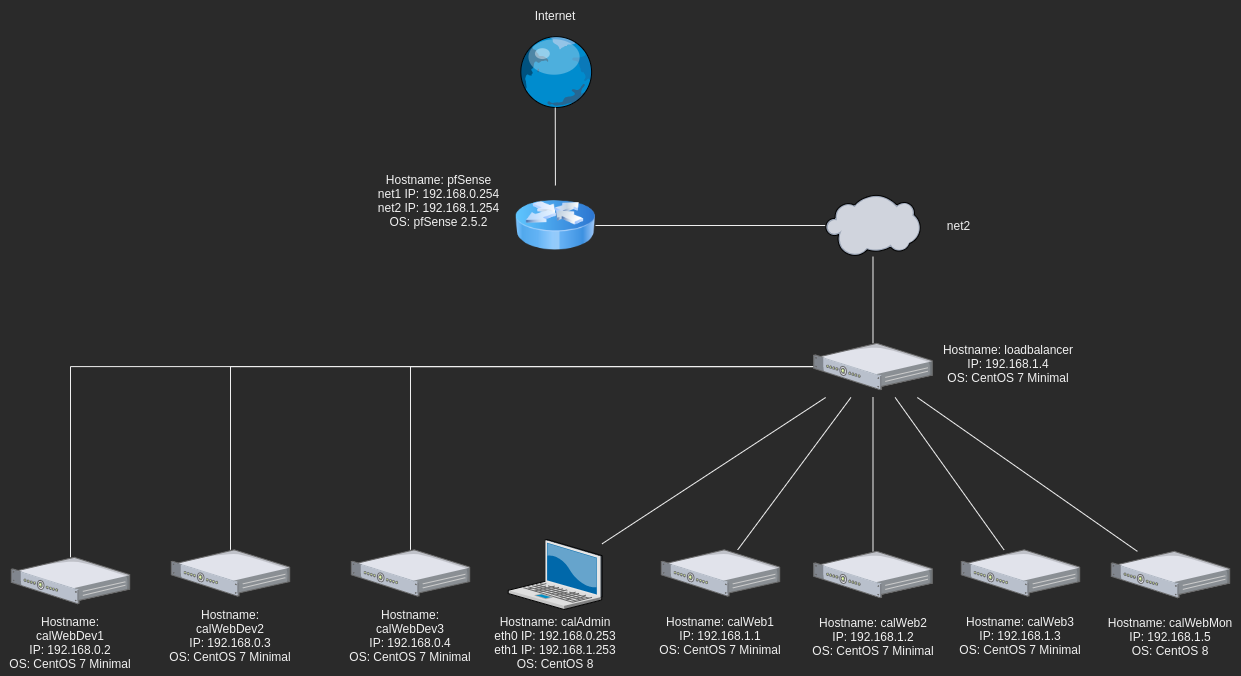 Internet
Hostname: pfSense
net1 IP: 192.168.0.254
net2 IP: 192.168.1.254
OS: pfSense 2.5.2
net2
Hostname: loadbalancer
IP: 192.168.1.4
OS: CentOS 7 Minimal
Hostname:
calWebDev1
IP: 192.168.0.2
OS: CentOS 7 Minimal
Hostname:
calWebDev2
IP: 192.168.0.3
OS: CentOS 7 Minimal
Hostname:
calWebDev3
IP: 192.168.0.4
OS: CentOS 7 Minimal
Hostname: calAdmin
eth0 IP: 192.168.0.253
eth1 IP: 192.168.1.253
OS: CentOS 8
Hostname: calWeb1
IP: 192.168.1.1
OS: CentOS 7 Minimal
Hostname: calWeb2
IP: 192.168.1.2
OS: CentOS 7 Minimal
Hostname: calWeb3
IP: 192.168.1.3
OS: CentOS 7 Minimal
Hostname: calWebMon
IP: 192.168.1.5
OS: CentOS 8